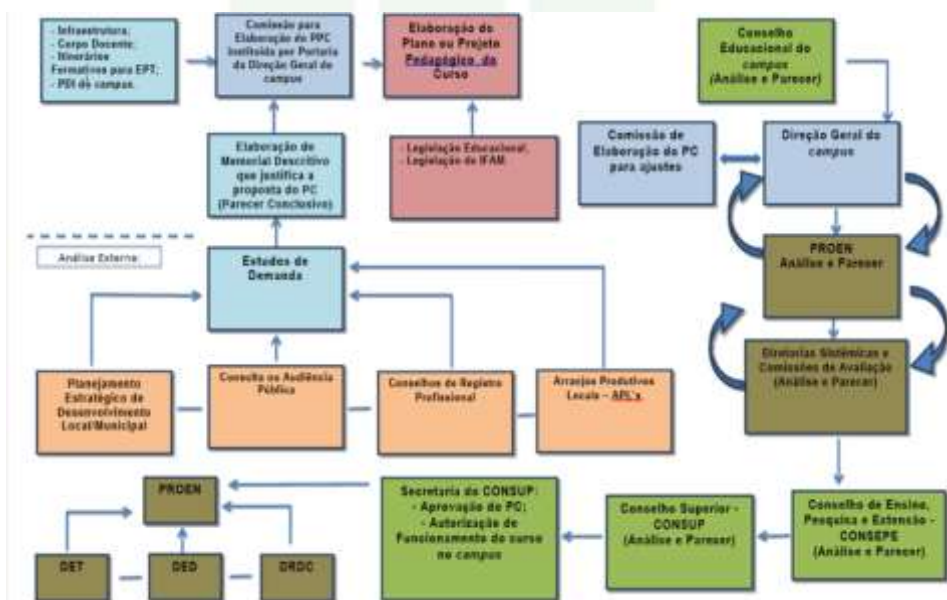 - Infraestrutura;
- Corpo Docente;
- Itinerários
Formativos para EPT;
- PDI do campus.
Comissão para
Elaboração do PPC
Instituída por Portaria
da Direção Geral do
campus
Elaboração do
Plano ou Projeto
Pedagógico do
Curso
Conselho
Educacional do
campus
(Análise e Parecer)
Elaboração de
Memorial Descritivo
que justifica a
proposta do PC
(Parecer Conclusivo)
- Legislação Educacional;
- Legislação do IFAM
Comissão de
Elaboração do PC
para ajustes
Direção Geral do
campus
Análise Externa
Estudos de
Demanda
PROEN
Análise e Parecer
Planejamento
Estratégico de
Desenvolvimento
Local/Municipal
Consulta ou Audiência
Pública
Conselhos de Registro
Profissional
Arranjos Produtivos
Locais – APL's
Diretorias Sistêmicas e
Comissões de Avaliação
(Análise e Parecer)
PROEN
DET
DED
DRDC
Secretaria do CONSUP:
- Aprovação do PC;
- Autorização de
Funcionamento do curso
no campus
Conselho Superior -
CONSUP
(Análise e Parecer)
Conselho de Ensino,
Pesquisa e Extensão -
CONSEPE
(Análise e Parecer)